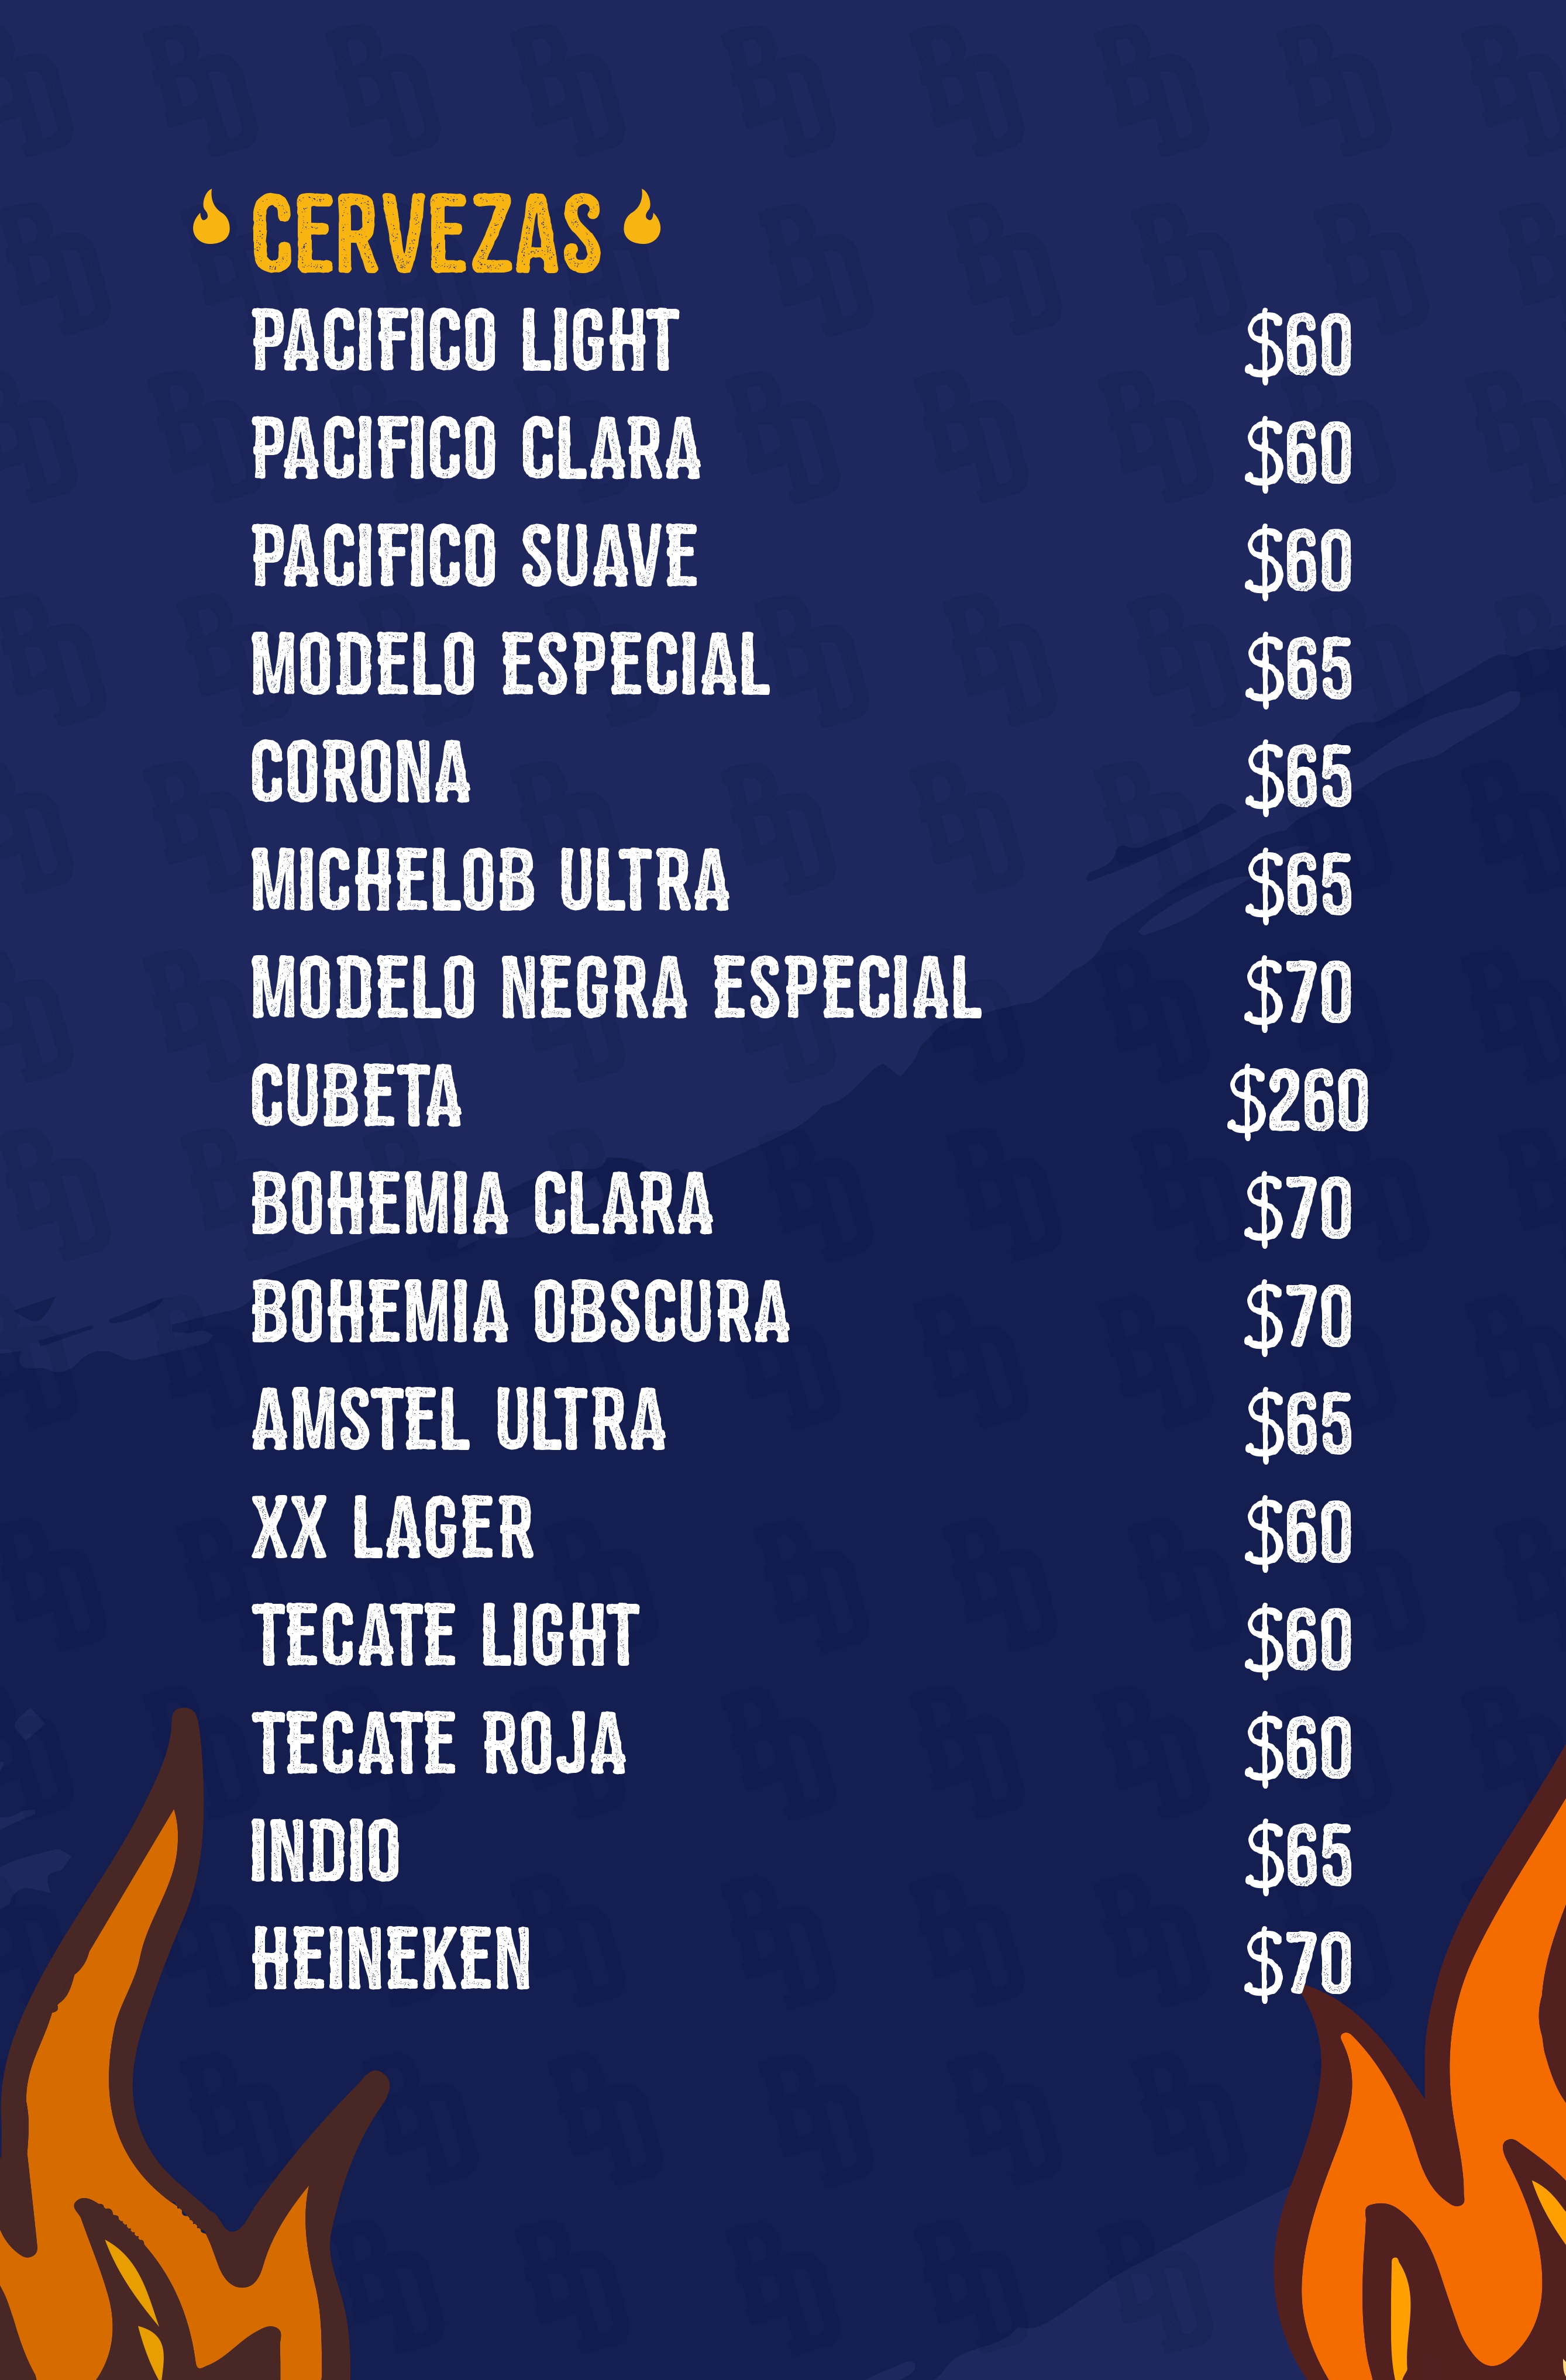 CERVEZAS
PACIFICO LIGHT $60
PACIFICO CLARA $60
PACIFICO SUAVE $60
MODELO ESPECIAL $65
CORONA $65
MICHELOB ULTRA $65
MODELO NEGRA ESPECIAL $70
CUBETA $260
BOHEMIA CLARA $70
BOHEMIA OBSCURA $70
AMSTEL ULTRA $65
XX LAGER $60
TECATE LIGHT $60
TECATE ROJA $60
INDIO $65
HEINEKEN $70